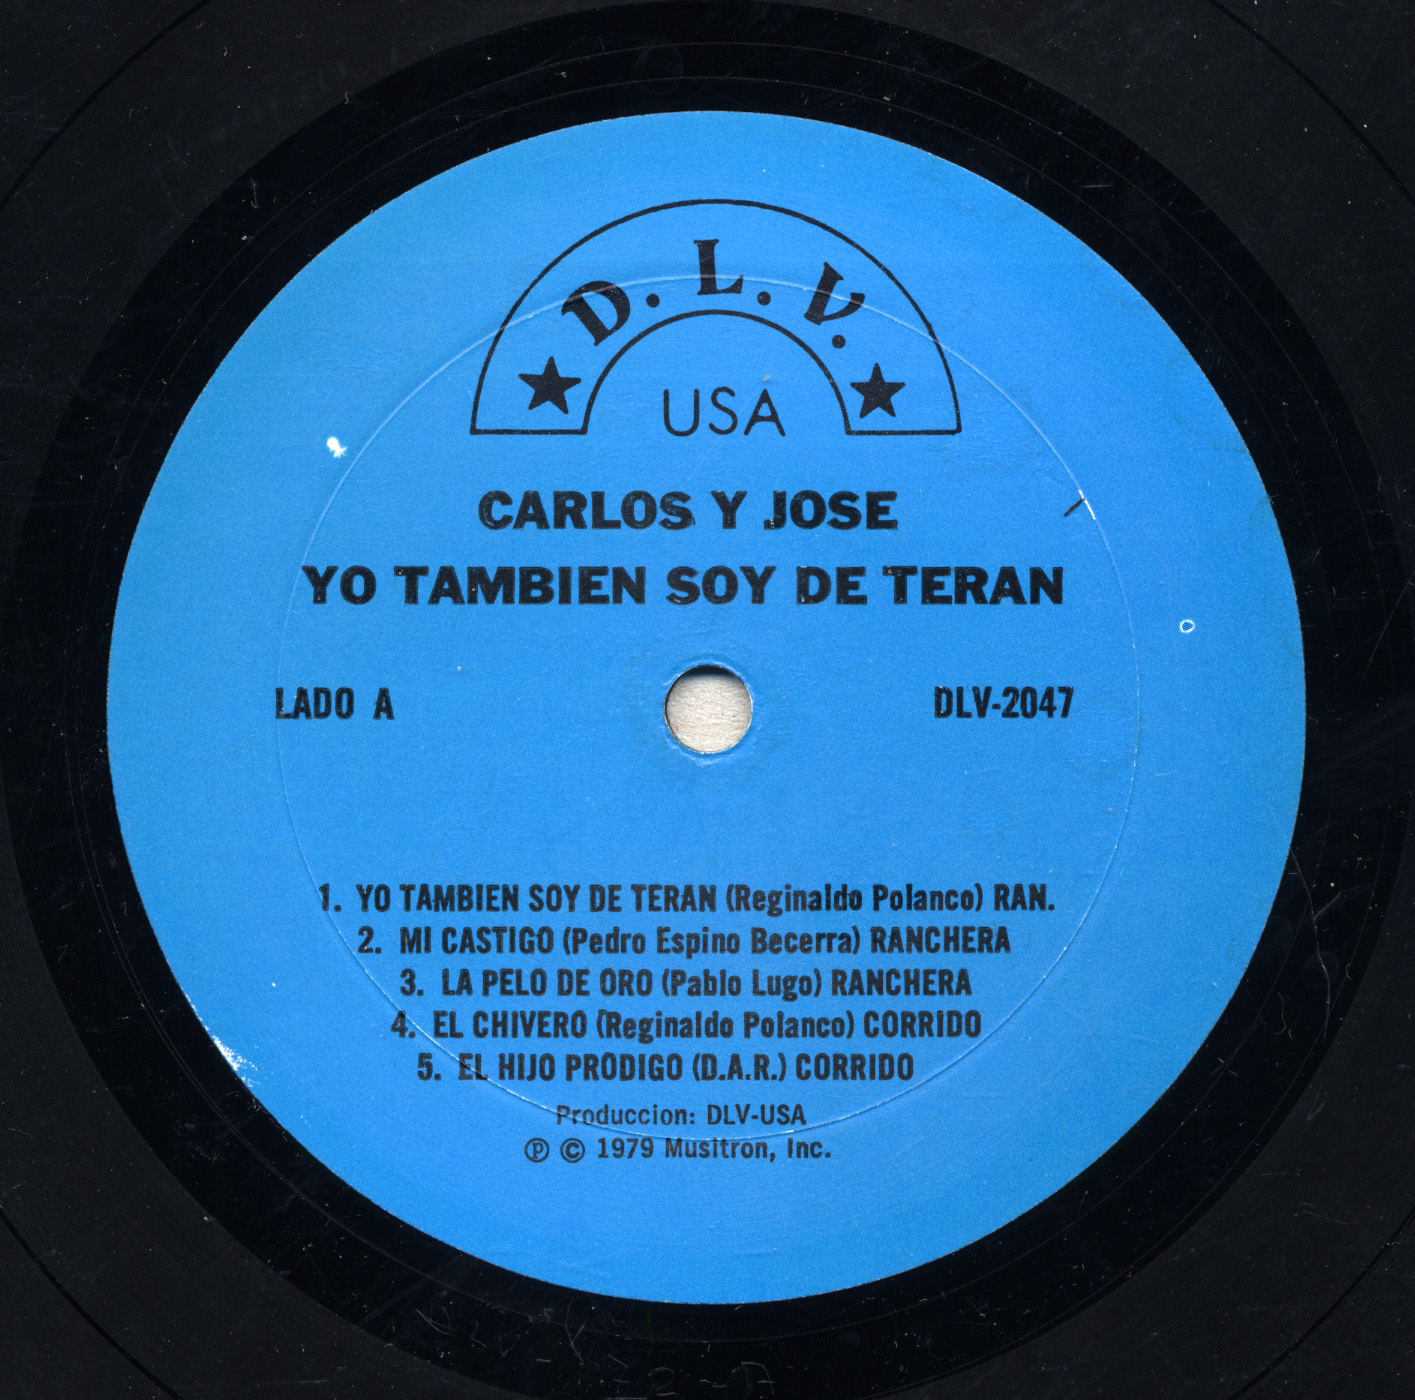 D. L. V.
USA
CARLOS Y JOSE
YO TAMBIEN SOY DE TERAN
LADO A
DLV-2047
1. YO TAMBIEN SOY DE TERAN (Reginaldo Polanco) RAN.
2. MI CASTIGO (Pedro Espino Becerra) RANCHERA
3. LA PELO DE ORO (Pablo Lugo) RANCHERA
4. EL CHIVERO (Reginaldo Polanco) CORRIDO
5. EL HIJO PRODIGO (D.A.R.) CORRIDO
Produccion: DLV-USA
℗ © 1979 Musitron, Inc.